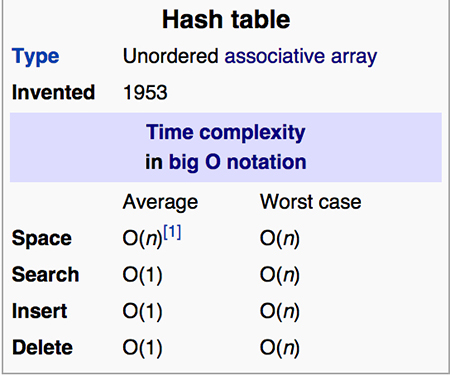 Hash table
Type Unordered associative array
Invented 1953
Time complexity
in big O notation
Average Worst case
Space O(n)[1] O(n)
Search O(1) O(n)
Insert O(1) O(n)
Delete O(1) O(n)